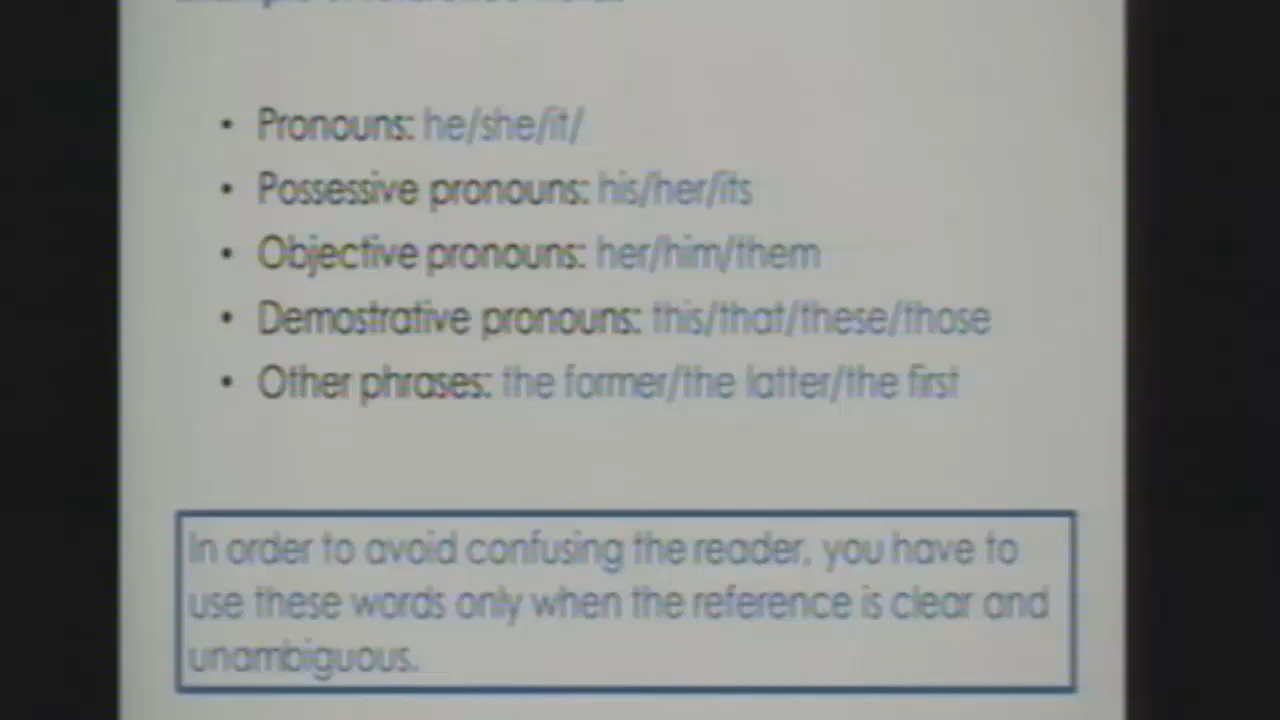 • Pronouns: he/she/it/
• Possessive pronouns: his/her/its
• Objective pronouns: her/him/them
• Demostrative pronouns: this/that/these/those
• Other phrases: the former/the latter/the first
In order to avoid confusing the reader, you have to
use these words only when the reference is clear and
unambiguous.